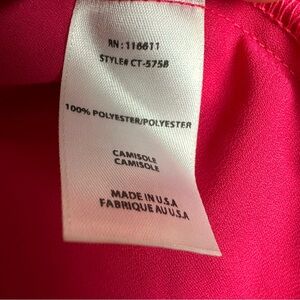 RN: 116611
STYLE# CT-5758
100% POLYESTER/POLYESTER
CAMISOLE
CAMISOLE
MADE IN U.S.A
FABRIQUE AU U.S.A